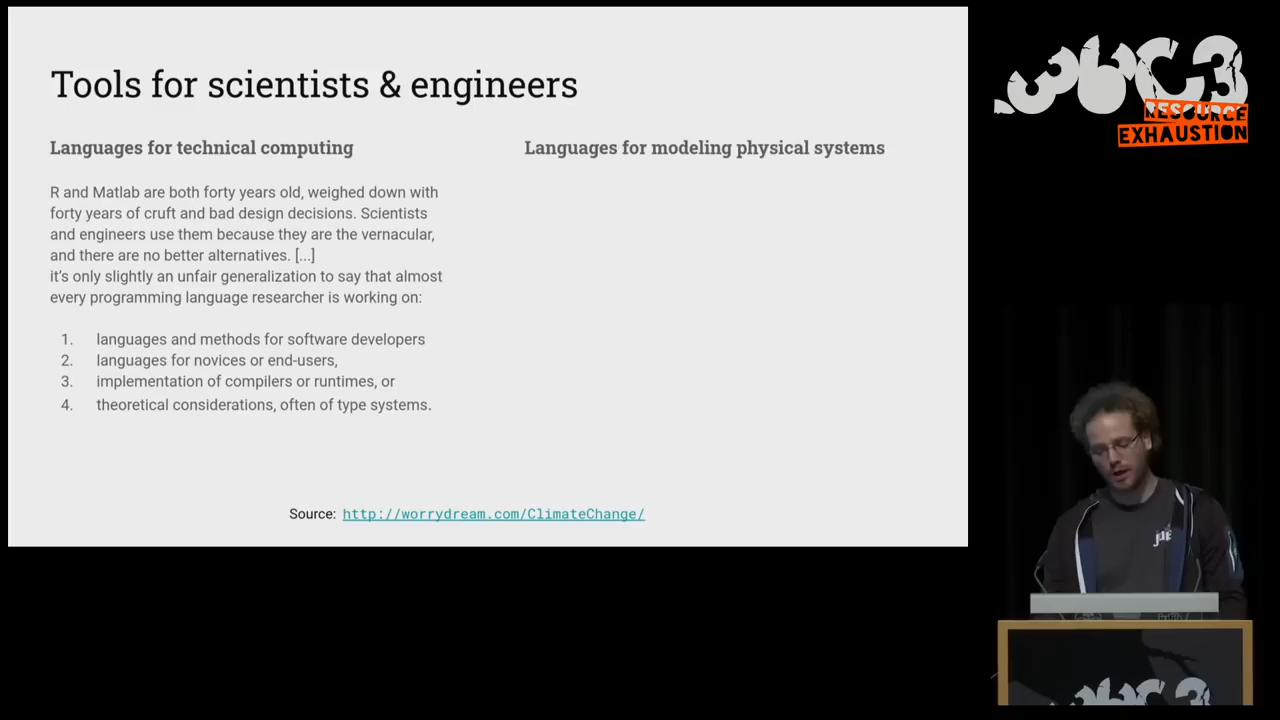 Tools for scientists & engineers
Languages for technical computing
R and Matlab are both forty years old, weighed down with
forty years of cruft and bad design decisions. Scientists
and engineers use them because they are the vernacular,
and there are no better alternatives. [...]
it’s only slightly an unfair generalization to say that almost
every programming language researcher is working on:
1. languages and methods for software developers
2. languages for novices or end-users,
3. implementation of compilers or runtimes, or
4. theoretical considerations, often of type systems.
Languages for modeling physical systems
Source: http://worrydream.com/ClimateChange/
36C3
RESOURCE
EXHAUSTION